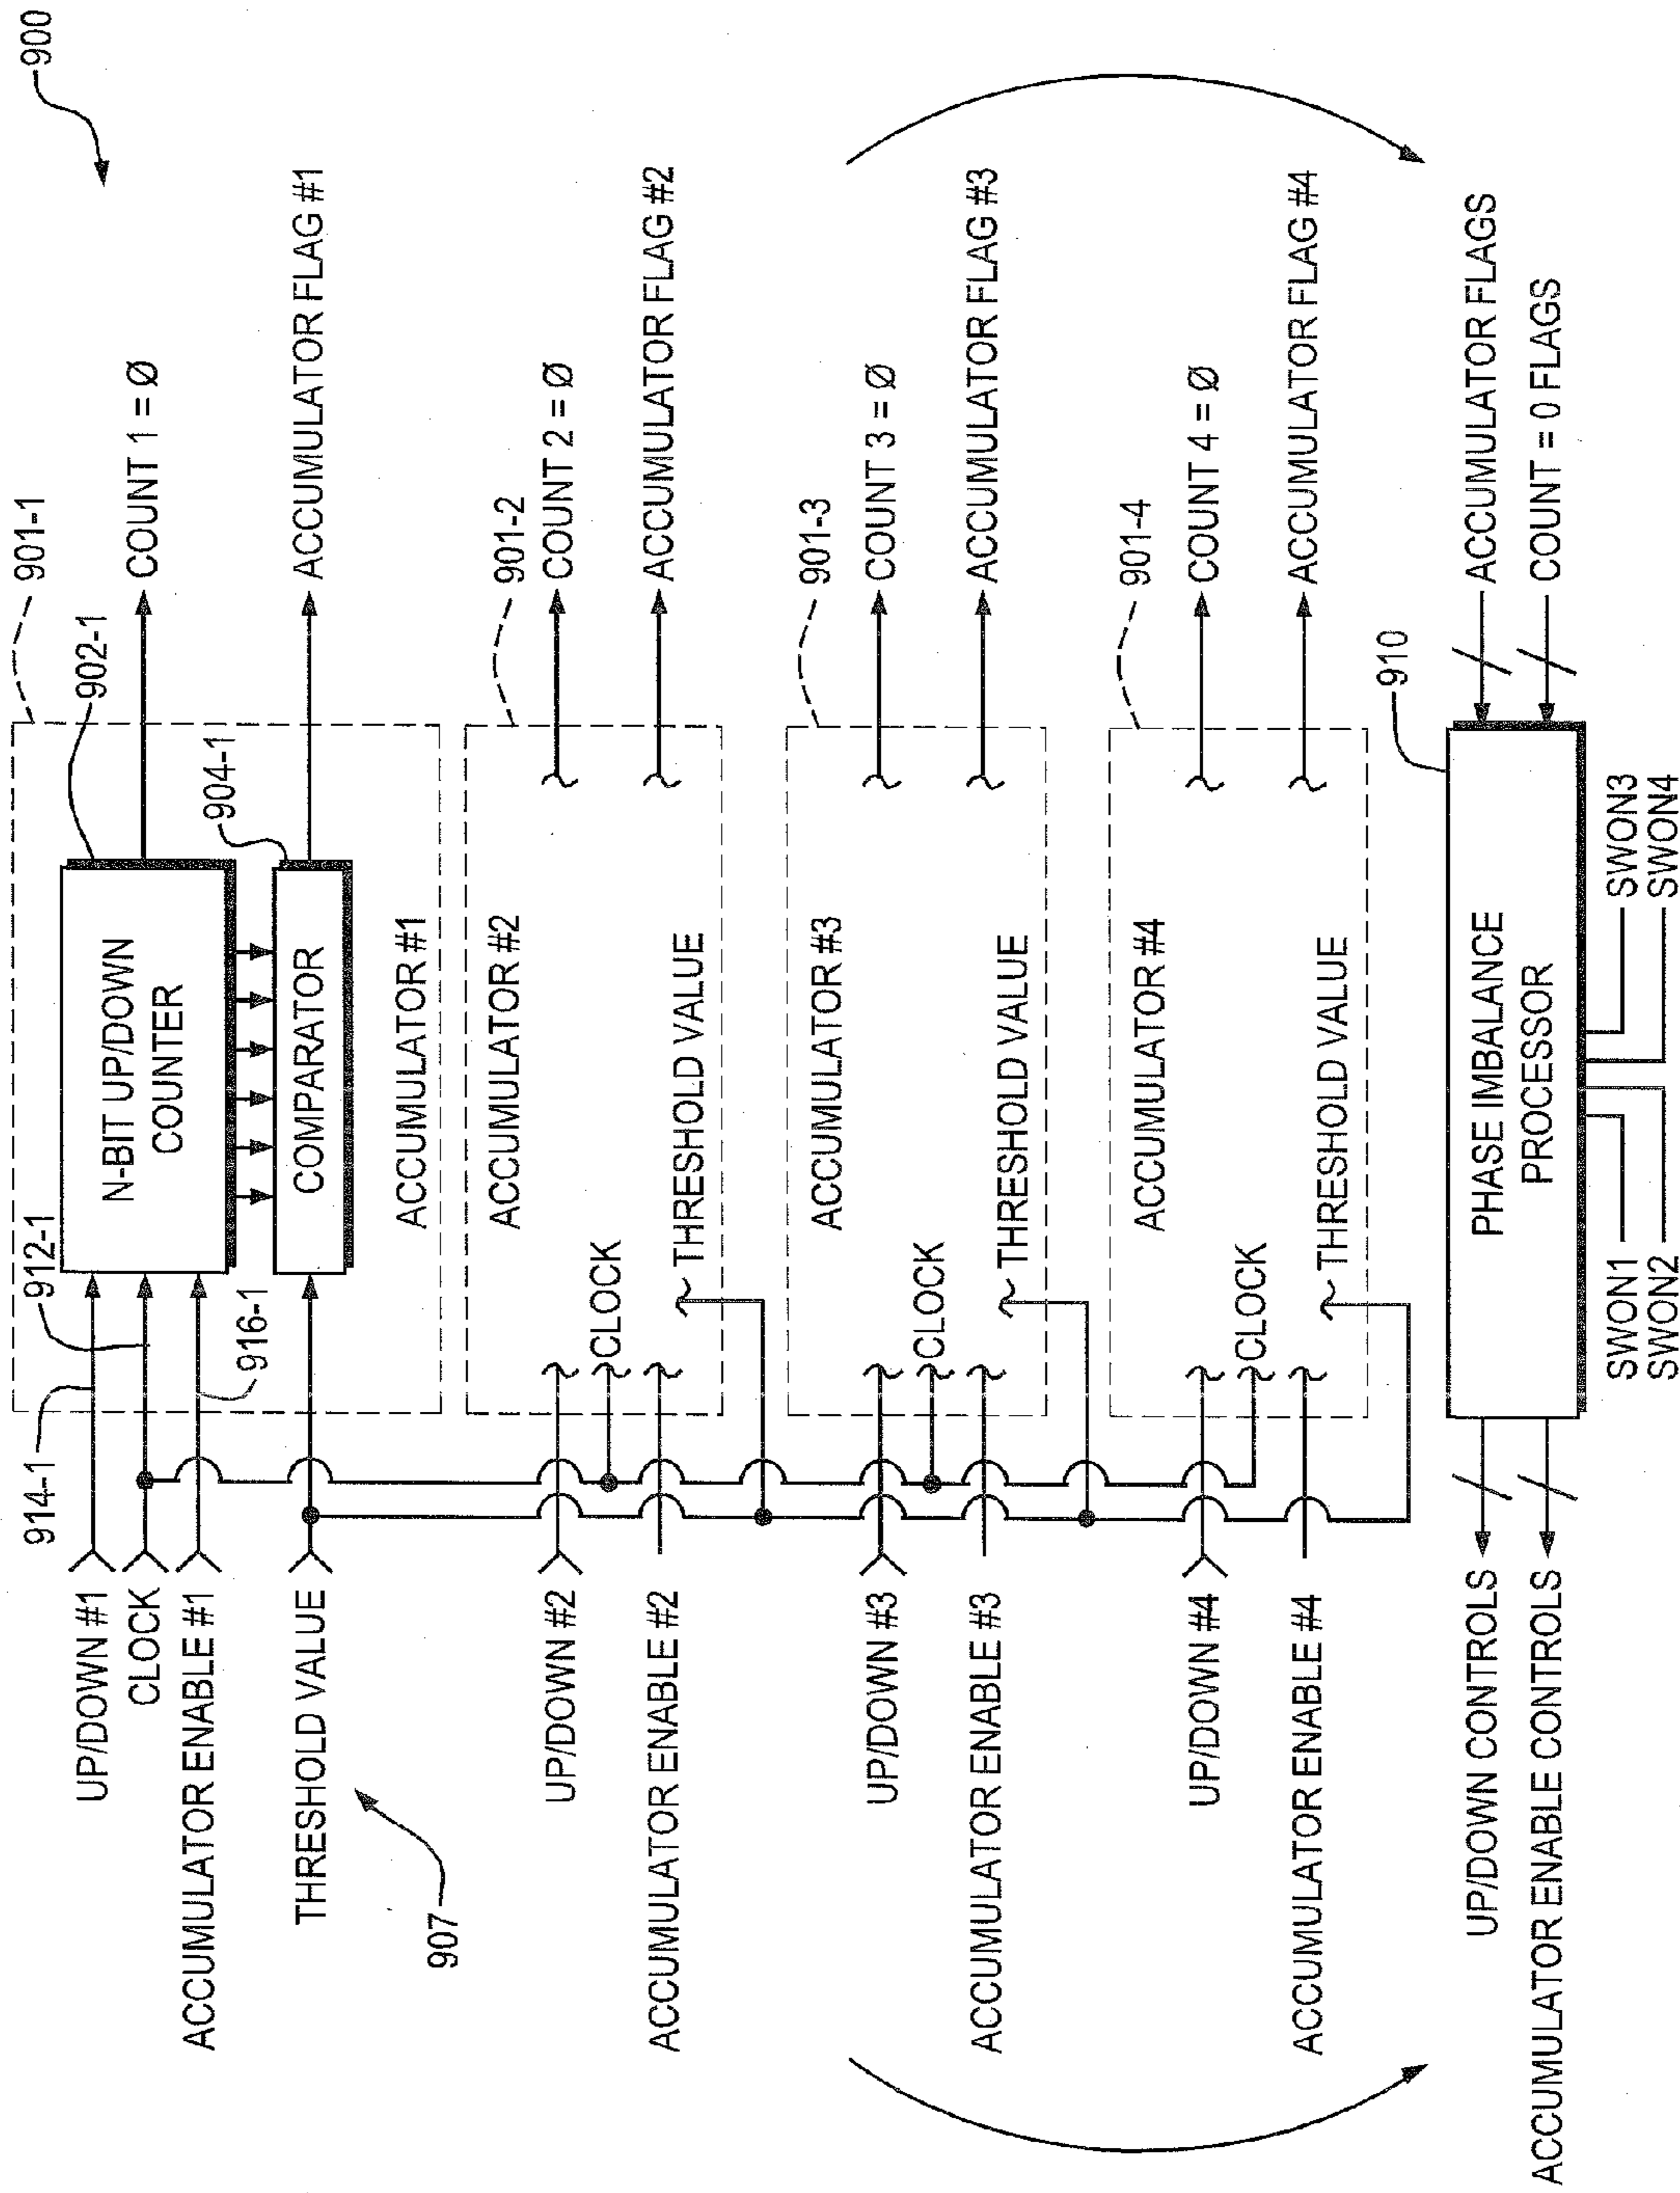 900
901-1
902-1
912-1
914-1
UP/DOWN #1
CLOCK
ACCUMULATOR ENABLE #1
916-1
N-BIT UP/DOWN
COUNTER
COUNT 1 = Ø
904-1
THRESHOLD VALUE
COMPARATOR
ACCUMULATOR FLAG #1
ACCUMULATOR #1
907
901-2
ACCUMULATOR #2
UP/DOWN #2
COUNT 2 = Ø
CLOCK
ACCUMULATOR ENABLE #2
THRESHOLD VALUE
ACCUMULATOR FLAG #2
901-3
ACCUMULATOR #3
UP/DOWN #3
COUNT 3 = Ø
CLOCK
ACCUMULATOR ENABLE #3
THRESHOLD VALUE
ACCUMULATOR FLAG #3
901-4
ACCUMULATOR #4
UP/DOWN #4
COUNT 4 = Ø
CLOCK
ACCUMULATOR ENABLE #4
THRESHOLD VALUE
ACCUMULATOR FLAG #4
910
UP/DOWN CONTROLS
ACCUMULATOR ENABLE CONTROLS
PHASE IMBALANCE
PROCESSOR
ACCUMULATOR FLAGS
COUNT = 0 FLAGS
SWON1
SWON2
SWON3
SWON4